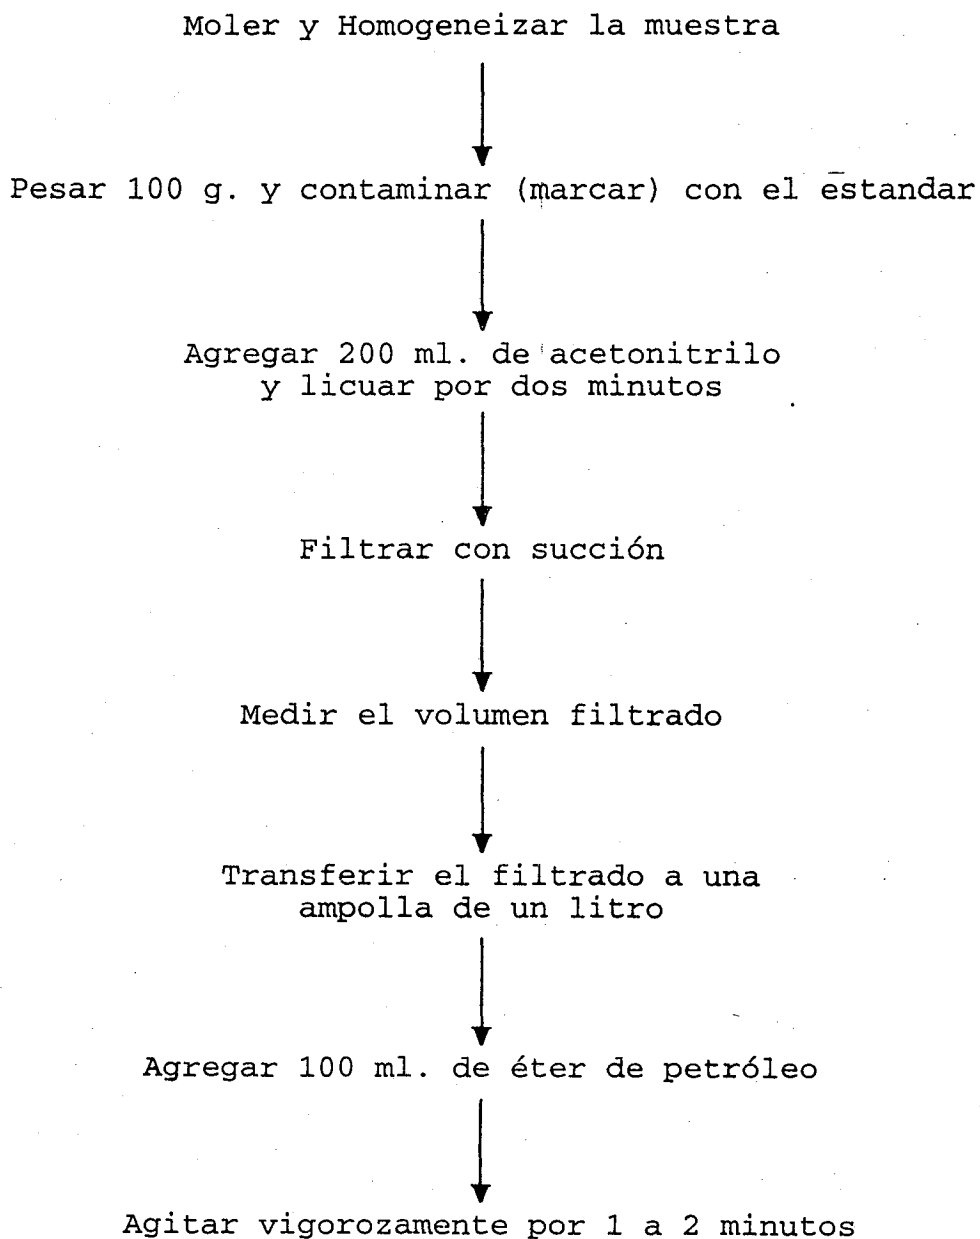 Moler y Homogeneizar la muestra
Pesar 100 g. y contaminar (marcar) con el estandar
Agregar 200 ml. de acetonitrilo
y licuar por dos minutos
Filtrar con succión
Medir el volumen filtrado
Transferir el filtrado a una
ampolla de un litro
Agregar 100 ml. de éter de petróleo
Agitar vigorozamente por 1 a 2 minutos